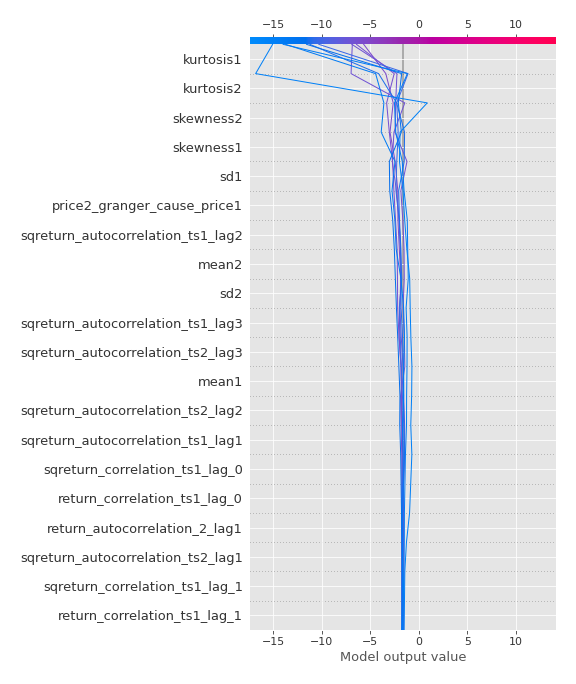 −15 −10 −5 0 5 10
kurtosis1
kurtosis2
skewness2
skewness1
sd1
price2_granger_cause_price1
sqreturn_autocorrelation_ts1_lag2
mean2
sd2
sqreturn_autocorrelation_ts1_lag3
sqreturn_autocorrelation_ts2_lag3
mean1
sqreturn_autocorrelation_ts2_lag2
sqreturn_autocorrelation_ts1_lag1
sqreturn_correlation_ts1_lag_0
return_correlation_ts1_lag_0
return_autocorrelation_2_lag1
sqreturn_autocorrelation_ts2_lag1
sqreturn_correlation_ts1_lag_1
return_correlation_ts1_lag_1
−15 −10 −5 0 5 10
Model output value